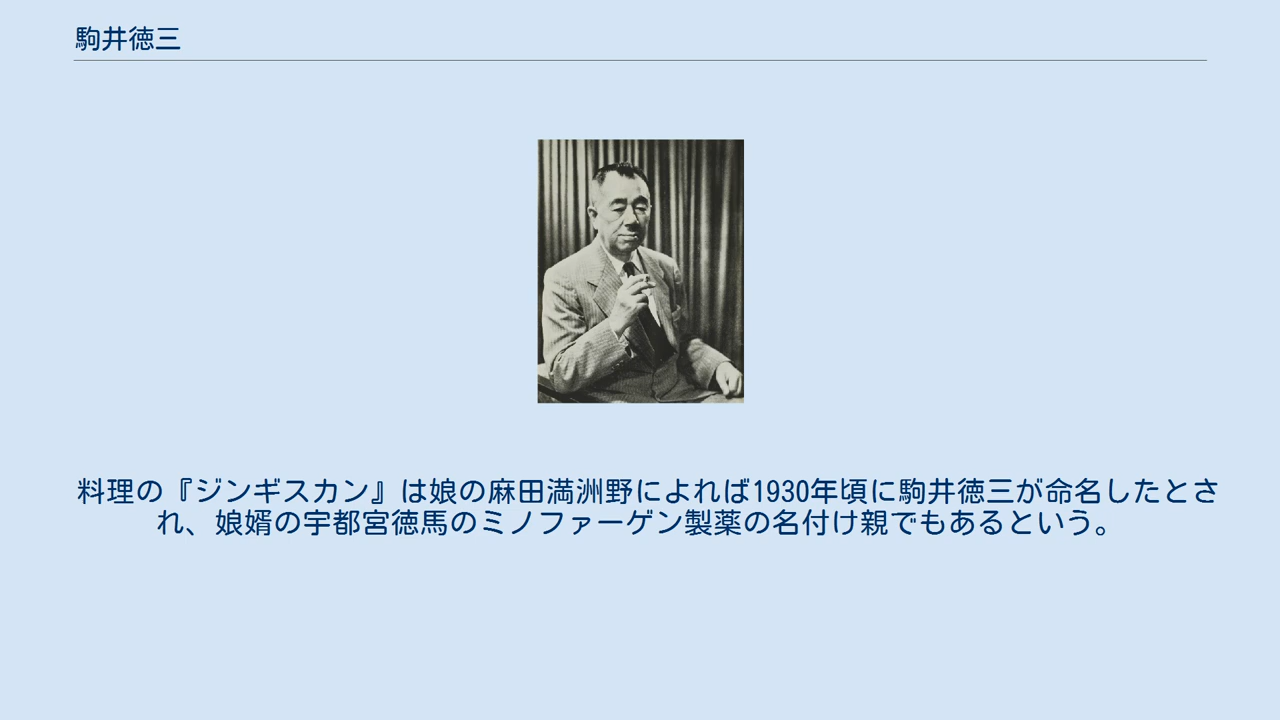 駒井徳三
料理の『ジンギスカン』は娘の麻田満洲野によれば1930年頃に駒井徳三が命名したとさ
れ、娘婿の宇都宮徳馬のミノファーゲン製薬の名付け親でもあるという。